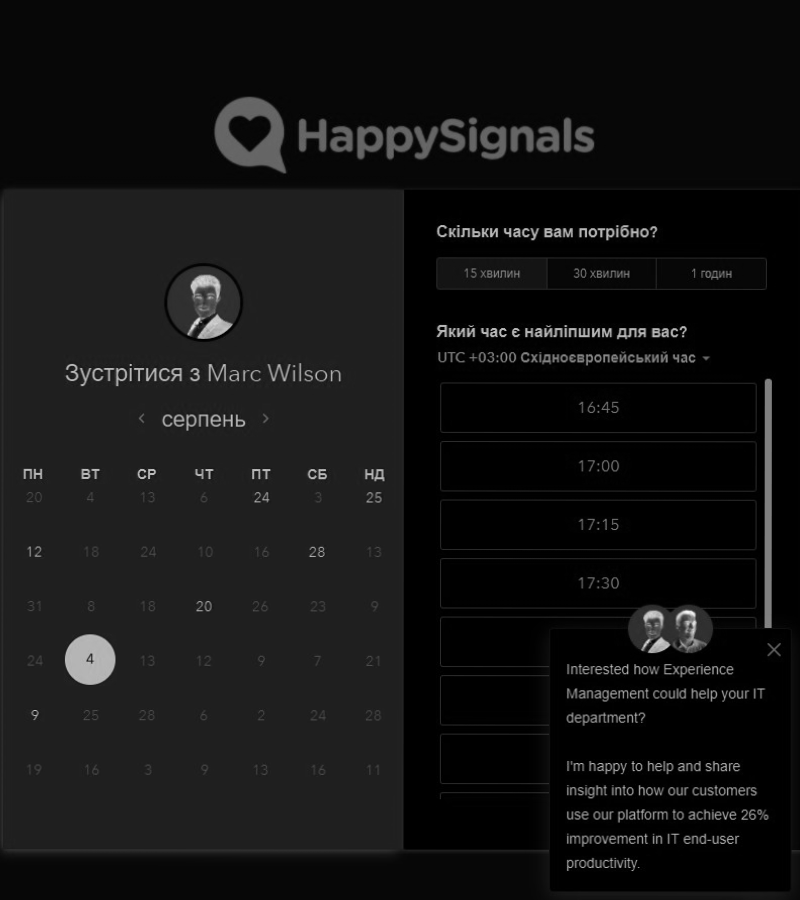 HappySignals
Зустрітися з Marc Wilson
серпень
ПН ВТ СР ЧТ ПТ СБ НД
20 4 13 6 24 3 25
12 18 24 10 16 28 13
31 8 18 20 26 23 9
24 4 13 12 9 7 21
9 25 28 6 2 24 28
19 16 3 9 13 16 11
Скільки часу вам потрібно?
15 хвилин 30 хвилин 1 годин
Який час є найліпшим для вас?
UTC +03:00 Східноєвропейський час
16:45
17:00
17:15
17:30
Interested how Experience
Management could help your IT
department?
I'm happy to help and share
insight into how our customers
use our platform to achieve 26%
improvement in IT end-user
productivity.